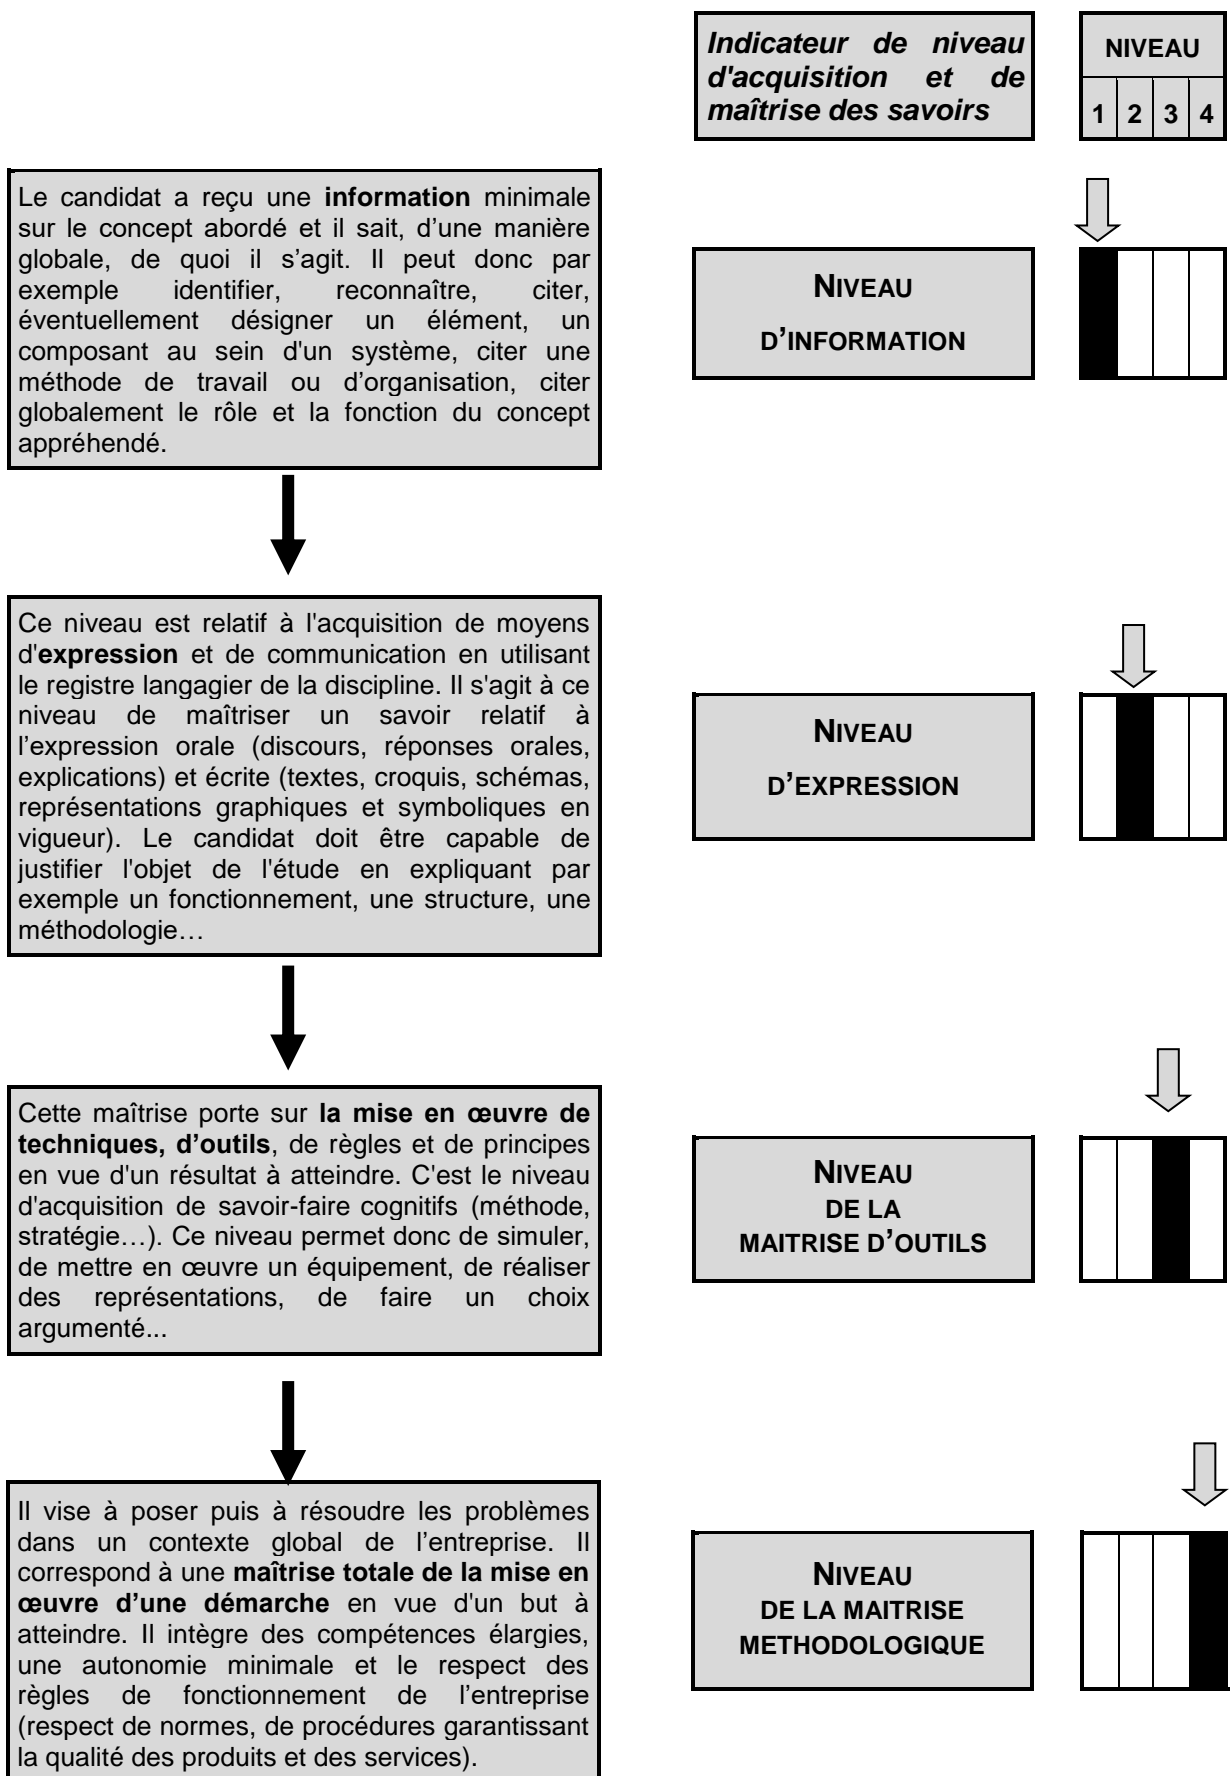 Indicateur de niveau
d'acquisition et de
maîtrise des savoirs
NIVEAU
1 2 3 4
Le candidat a reçu une information minimale
sur le concept abordé et il sait, d’une manière
globale, de quoi il s’agit. Il peut donc par
exemple identifier, reconnaître, citer,
éventuellement désigner un élément, un
composant au sein d'un système, citer une
méthode de travail ou d’organisation, citer
globalement le rôle et la fonction du concept
appréhendé.
NIVEAU
D’INFORMATION
Ce niveau est relatif à l'acquisition de moyens
d'expression et de communication en utilisant
le registre langagier de la discipline. Il s'agit à ce
niveau de maîtriser un savoir relatif à
l’expression orale (discours, réponses orales,
explications) et écrite (textes, croquis, schémas,
représentations graphiques et symboliques en
vigueur). Le candidat doit être capable de
justifier l'objet de l'étude en expliquant par
exemple un fonctionnement, une structure, une
méthodologie…
NIVEAU
D’EXPRESSION
Cette maîtrise porte sur la mise en œuvre de
techniques, d’outils, de règles et de principes
en vue d'un résultat à atteindre. C'est le niveau
d'acquisition de savoir-faire cognitifs (méthode,
stratégie…). Ce niveau permet donc de simuler,
de mettre en œuvre un équipement, de réaliser
des représentations, de faire un choix
argumenté...
NIVEAU
DE LA
MAITRISE D’OUTILS
Il vise à poser puis à résoudre les problèmes
dans un contexte global de l’entreprise. Il
correspond à une maîtrise totale de la mise en
œuvre d’une démarche en vue d'un but à
atteindre. Il intègre des compétences élargies,
une autonomie minimale et le respect des
règles de fonctionnement de l’entreprise
(respect de normes, de procédures garantissant
la qualité des produits et des services).
NIVEAU
DE LA MAITRISE
METHODOLOGIQUE